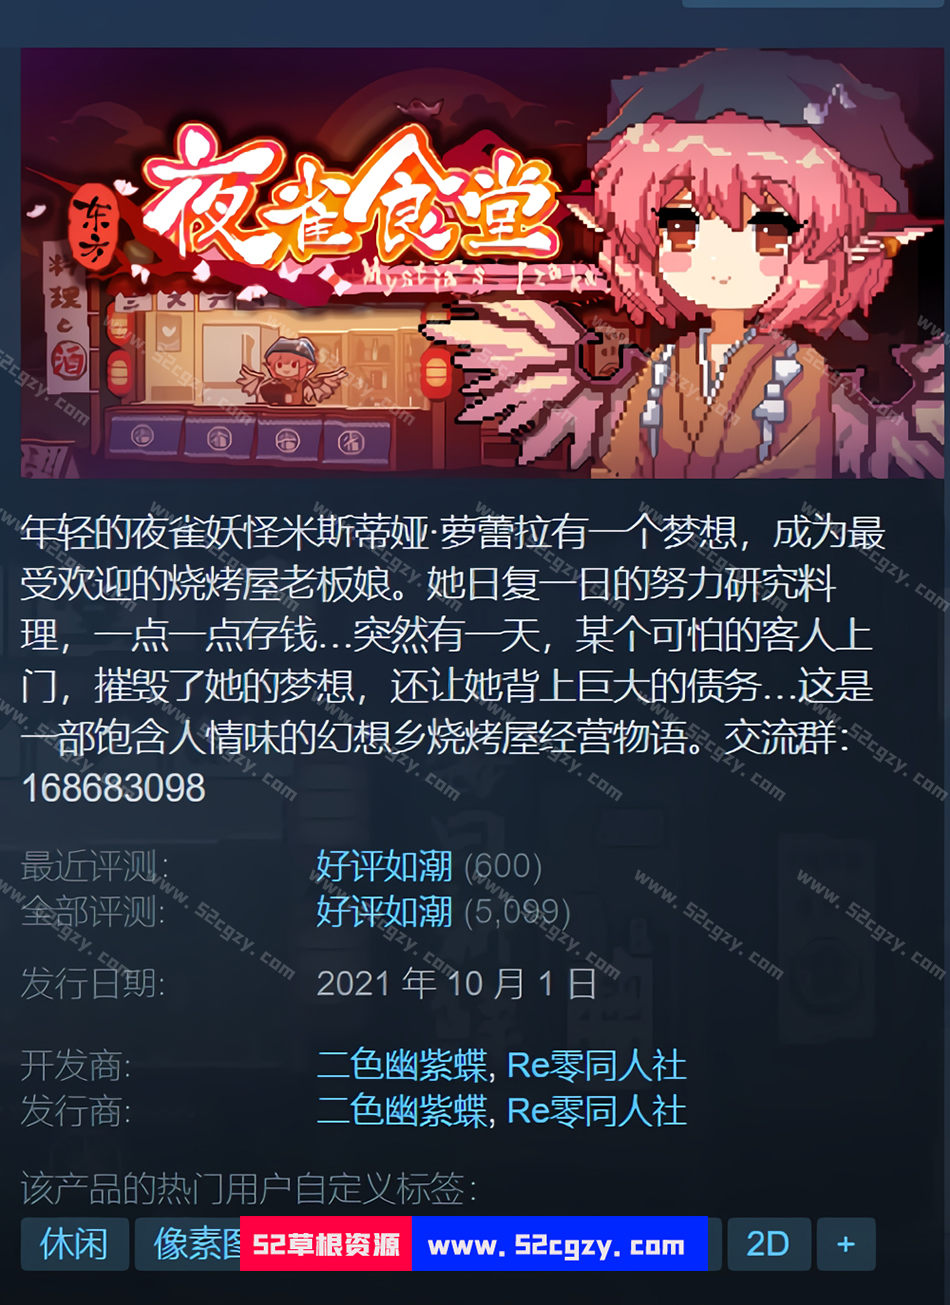 东方
夜雀食堂
Mystia's Izakaya
料理と酒
年轻的夜雀妖怪米斯蒂娅·萝蕾拉有一个梦想，成为最
受欢迎的烧烤屋老板娘。她日复一日的努力研究料
理，一点一点存钱…突然有一天，某个可怕的客人上
门，摧毁了她的梦想，还让她背上巨大的债务…这是
一部饱含人情味的幻想乡烧烤屋经营物语。交流群：
168683098
最近评测: 好评如潮 (600)
全部评测: 好评如潮 (5,099)
发行日期: 2021 年 10 月 1 日
开发商: 二色幽紫蝶, Re零同人社
发行商: 二色幽紫蝶, Re零同人社
该产品的热门用户自定义标签:
休闲 像素图 52草根资源 www.52cgzy.com 2D +